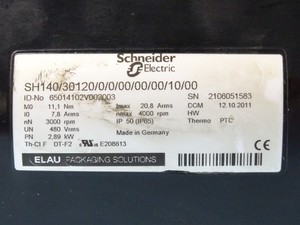 Schneider
Electric
SH140/30120/0/0/00/00/00/10/00
ID-No 65014102V002003 SN 2106051583
M0 11,1 Nm Imax 20,8 Arms DOM 12.10.2011
I0 7,8 Arms nmax 4000 rpm HW
nN 3000 rpm IP 50 (IP65) Thermo PTC
UN 480 Vrms Made in Germany
PN 2,89 kW
Th-Cl F DT-F2 E208613
ELAU PACKAGING SOLUTIONS CE